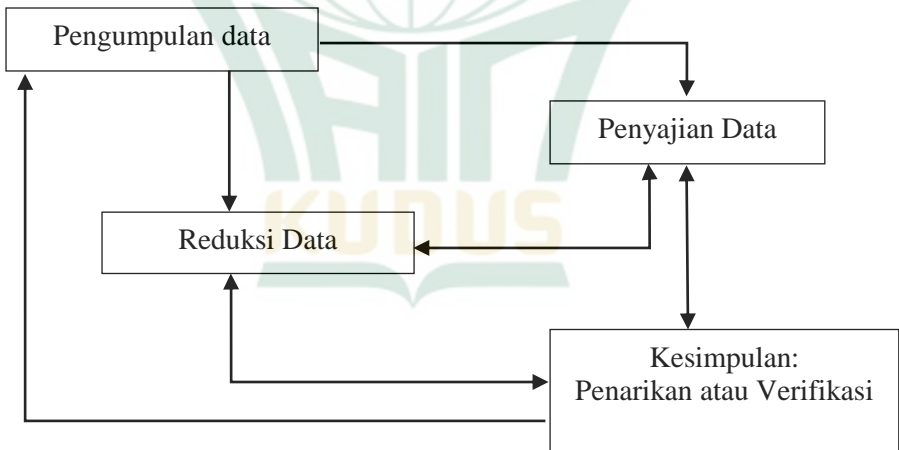 Pengumpulan data
Penyajian Data
Reduksi Data
KUDUS
Kesimpulan:
Penarikan atau Verifikasi